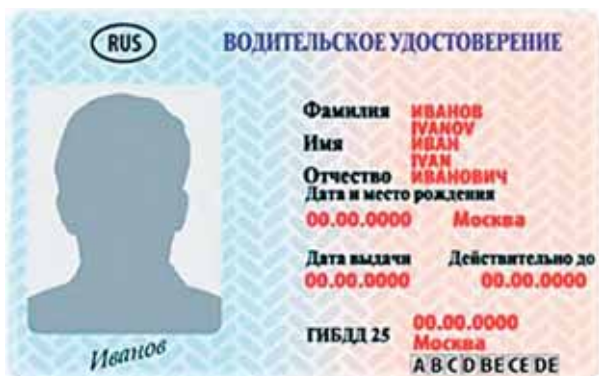 RUS
ВОДИТЕЛЬСКОЕ УДОСТОВЕРЕНИЕ
Фамилия ИВАНОВ
IVANOV
Имя ИВАН
IVAN
Отчество ИВАНОВИЧ
Дата и место рождения
00.00.0000 Москва
Дата выдачи Действительно до
00.00.0000 00.00.0000
ГИБДД 25 00.00.0000
Москва
Иванов
A B C D BE CE DE